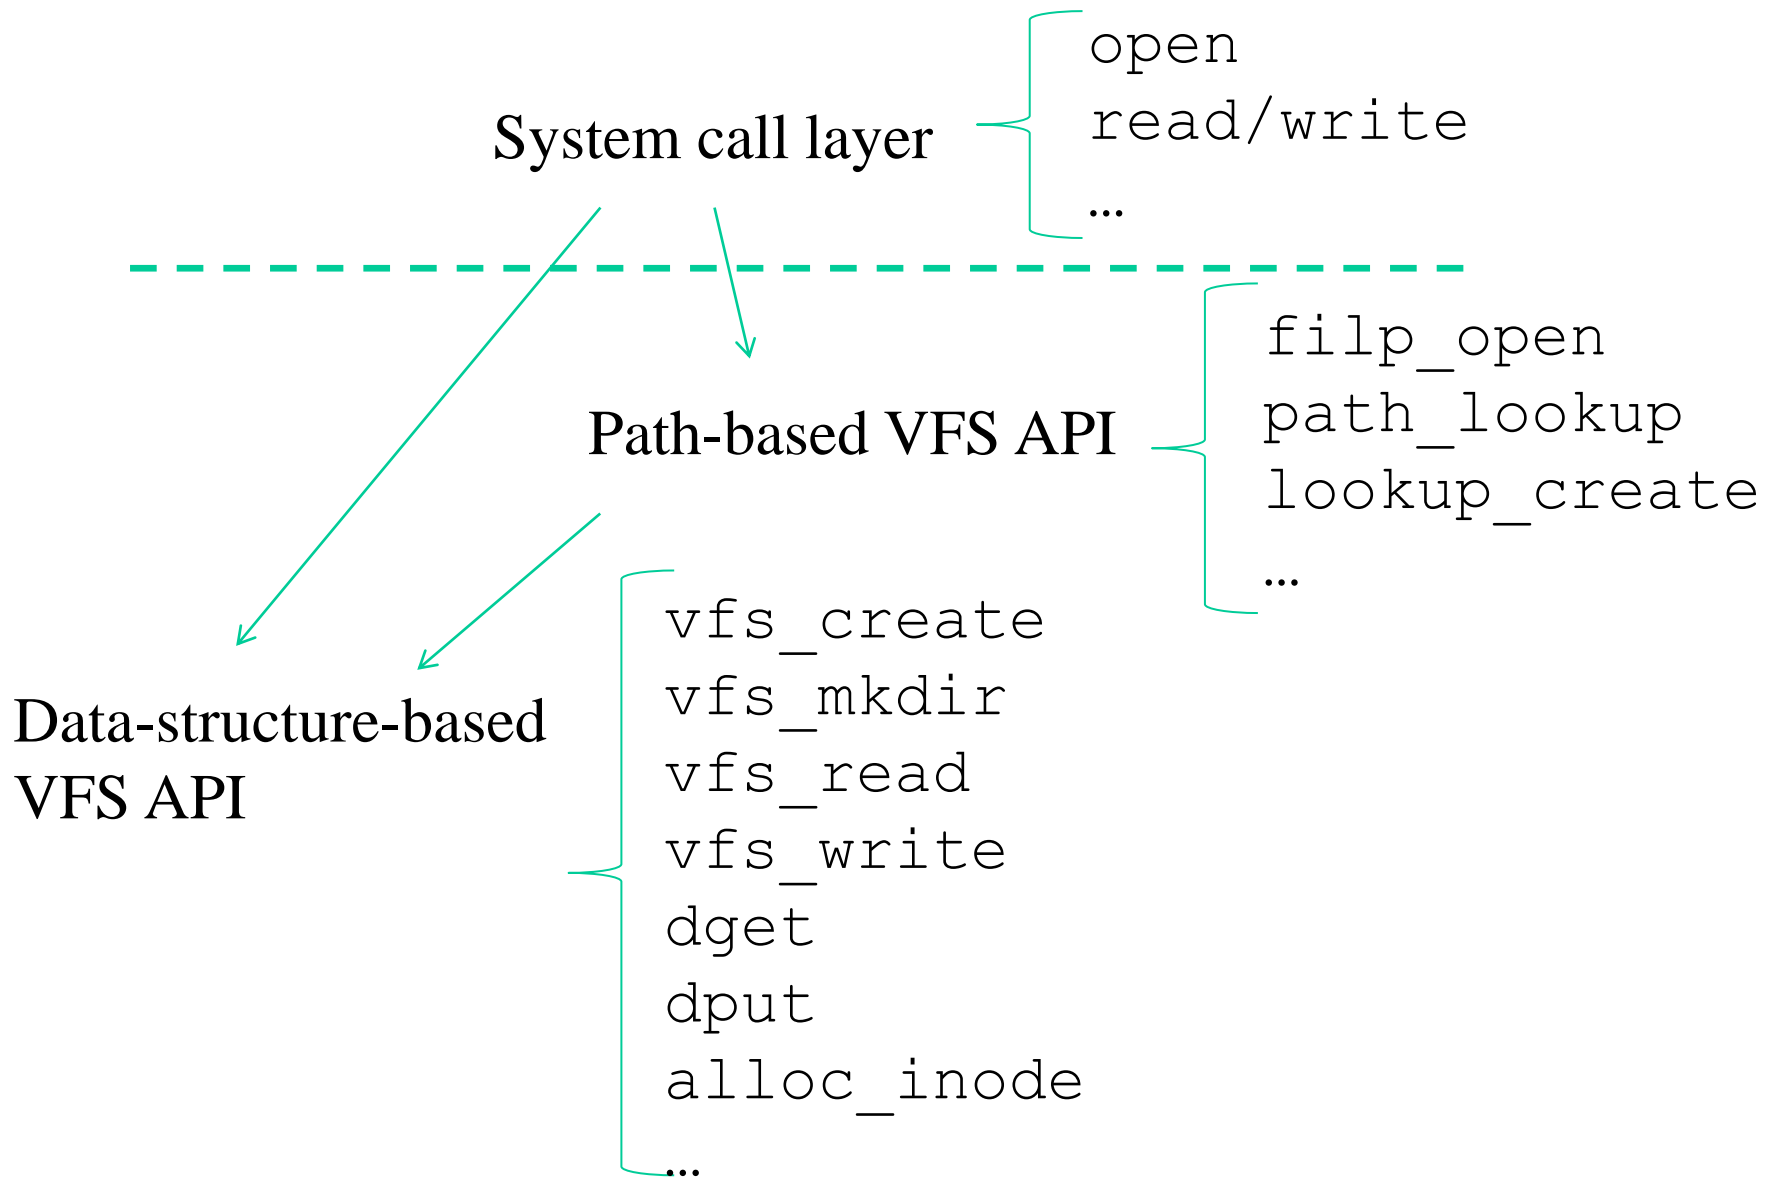 System call layer
open
read/write
…
Path-based VFS API
filp_open
path_lookup
lookup_create
…
Data-structure-based
VFS API
vfs_create
vfs_mkdir
vfs_read
vfs_write
dget
dput
alloc_inode
…